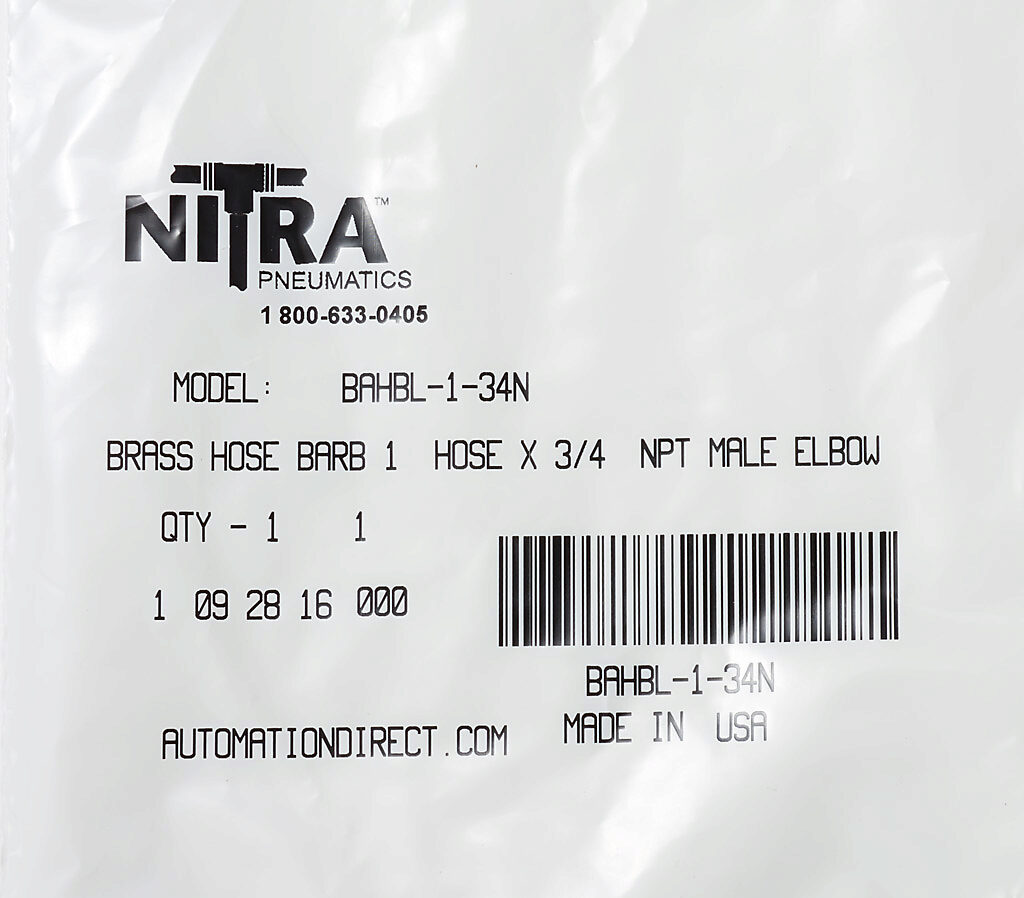 NITRA™
PNEUMATICS
1 800-633-0405
MODEL: BAHBL-1-34N
BRASS HOSE BARB 1 HOSE X 3/4 NPT MALE ELBOW
QTY - 1 1
1 09 28 16 000
BAHBL-1-34N
MADE IN USA
AUTOMATIONDIRECT.COM